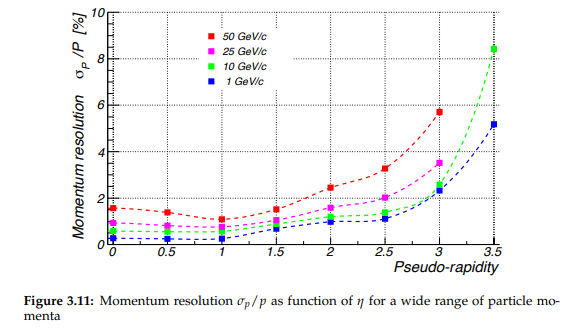 10
8
6
4
2
0
Momentum resolution σP /P [%]
50 GeV/c
25 GeV/c
10 GeV/c
1 GeV/c
0 0.5 1 1.5 2 2.5 3 3.5
Pseudo-rapidity
Figure 3.11: Momentum resolution σp/p as function of η for a wide range of particle mo-
menta